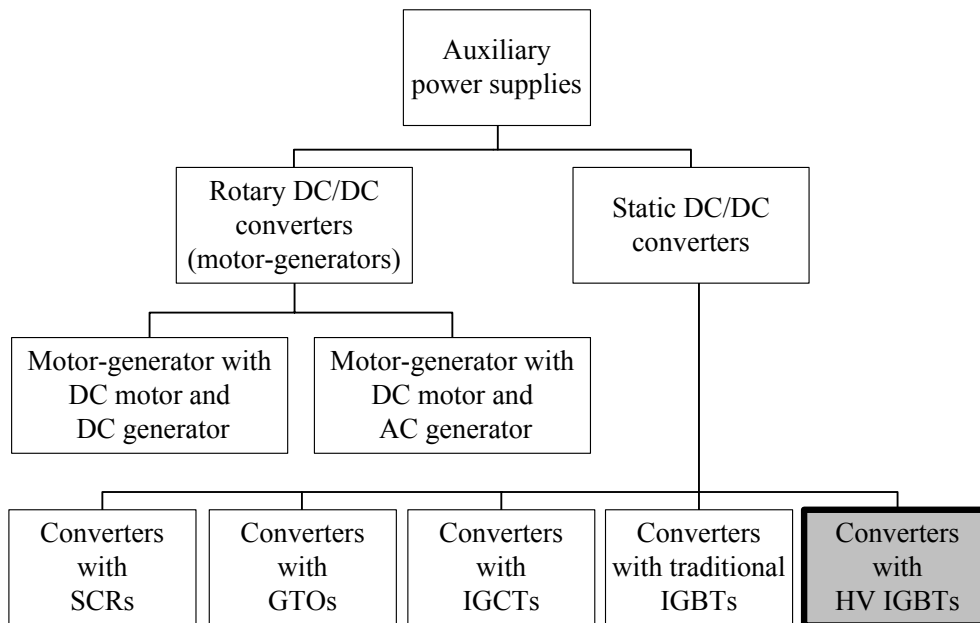 Auxiliary
power supplies
Rotary DC/DC
converters
(motor-generators)
Static DC/DC
converters
Motor-generator with
DC motor and
DC generator
Motor-generator with
DC motor and
AC generator
Converters
with
SCRs
Converters
with
GTOs
Converters
with
IGCTs
Converters
with traditional
IGBTs
Converters
with
HV IGBTs